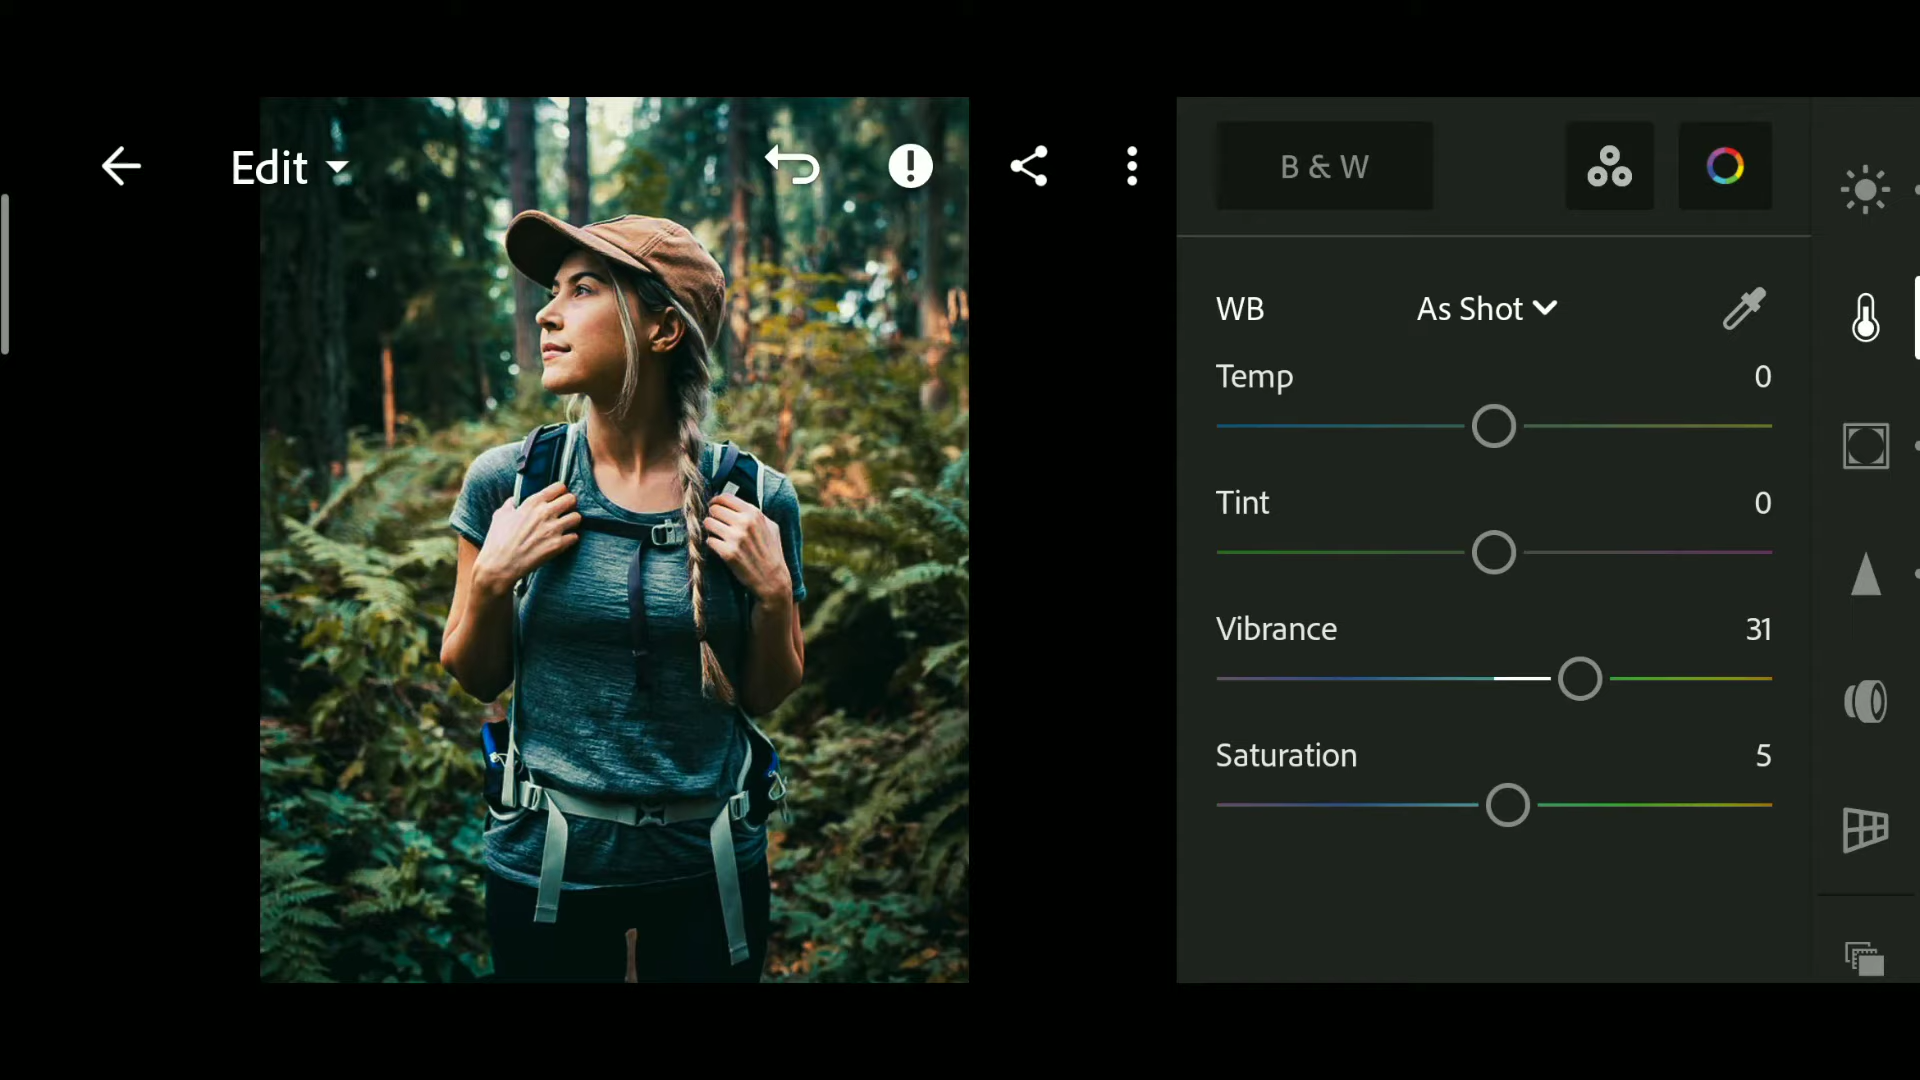 Edit
B & W
WB As Shot
Temp 0
Tint 0
Vibrance 31
Saturation 5